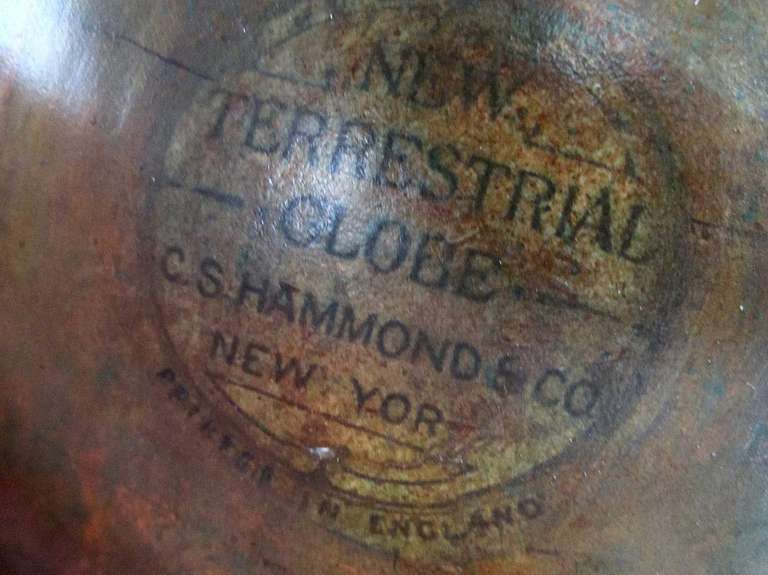 NEW
TERRESTRIAL
GLOBE.
C.S. HAMMOND & CO
NEW YOR
PRINTED IN ENGLAND